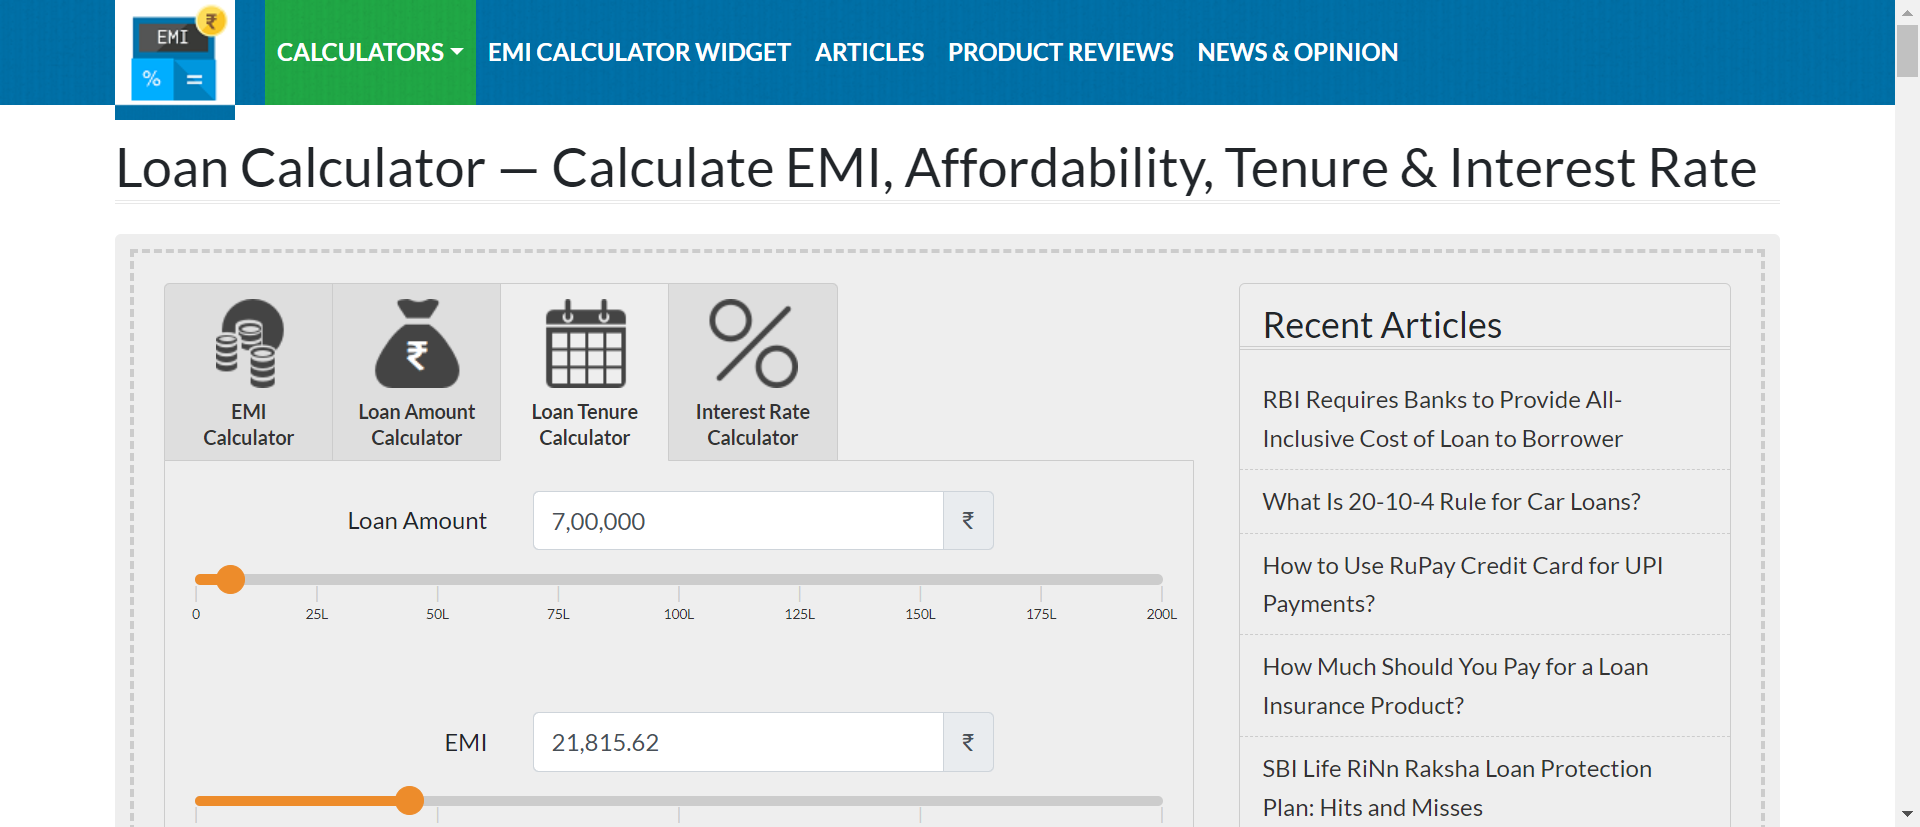 EMI
₹
%
=
CALCULATORS
EMI CALCULATOR WIDGET
ARTICLES
PRODUCT REVIEWS
NEWS & OPINION
Loan Calculator — Calculate EMI, Affordability, Tenure & Interest Rate
EMI
Calculator
₹
Loan Amount
Calculator
Loan Tenure
Calculator
Interest Rate
Calculator
Loan Amount
7,00,000
₹
0
25L
50L
75L
100L
125L
150L
175L
200L
EMI
21,815.62
₹
Recent Articles
RBI Requires Banks to Provide All-
Inclusive Cost of Loan to Borrower
What Is 20-10-4 Rule for Car Loans?
How to Use RuPay Credit Card for UPI
Payments?
How Much Should You Pay for a Loan
Insurance Product?
SBI Life RiNn Raksha Loan Protection
Plan: Hits and Misses